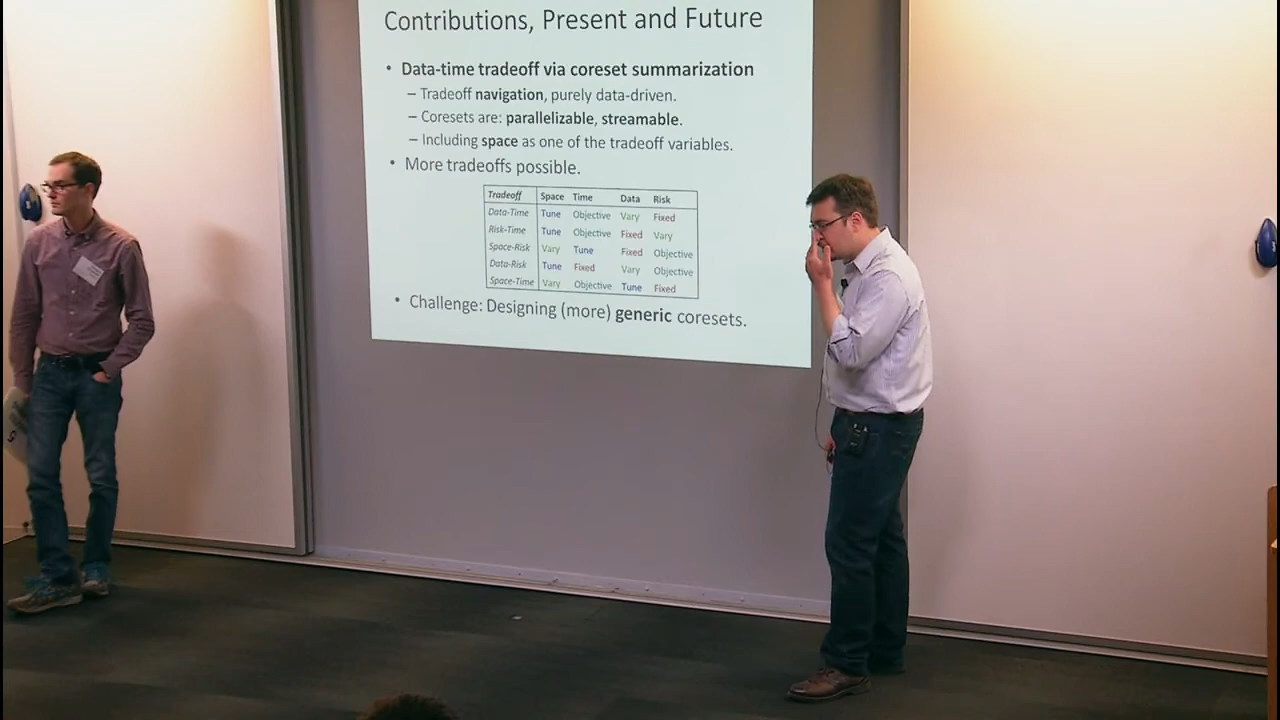 Contributions, Present and Future
• Data-time tradeoff via coreset summarization
– Tradeoff navigation, purely data-driven.
– Coresets are: parallelizable, streamable.
– Including space as one of the tradeoff variables.
• More tradeoffs possible.
Tradeoff Space Time Data Risk
Data-Time Tune Objective Vary Fixed
Risk-Time Tune Objective Fixed Vary
Space-Risk Vary Tune Fixed Objective
Data-Risk Tune Fixed Vary Objective
Space-Time Vary Objective Tune Fixed
• Challenge: Designing (more) generic coresets.